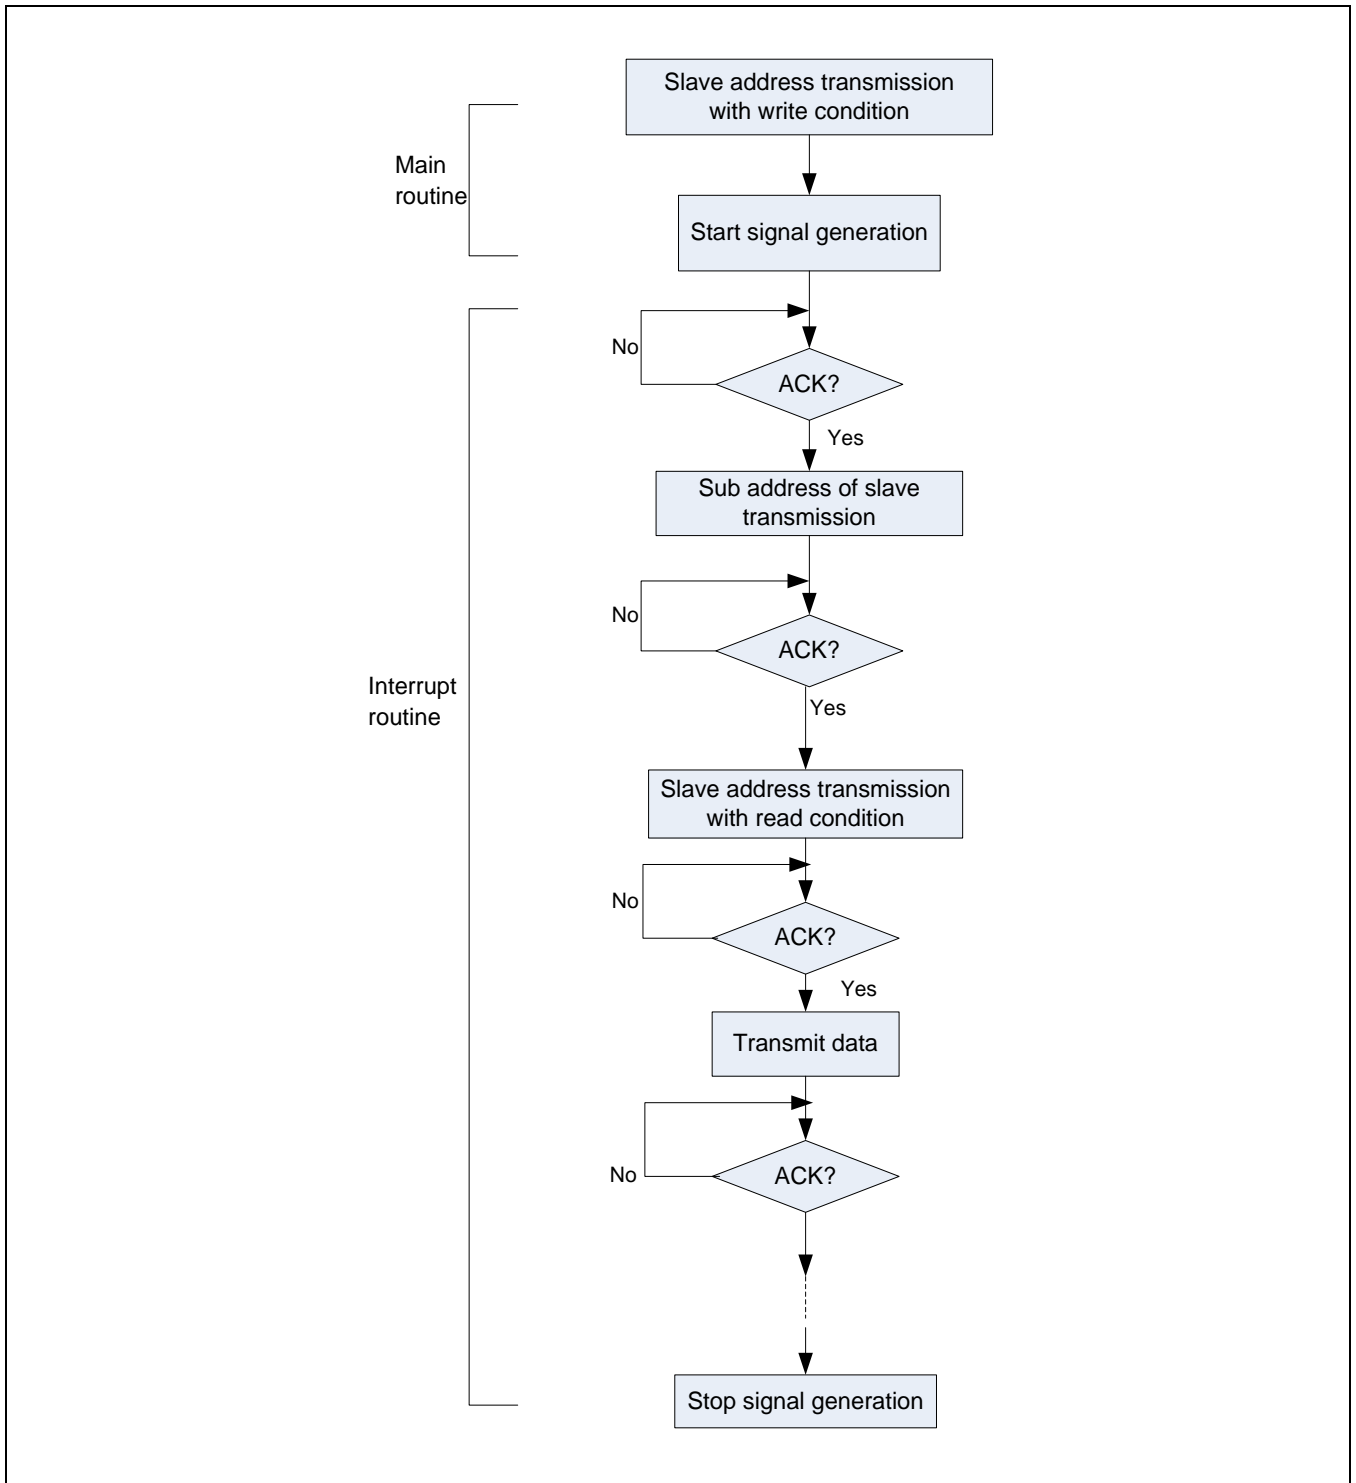 Slave address transmission
with write condition
Main
routine
Start signal generation
No
ACK?
Yes
Sub address of slave
transmission
No
ACK?
Interrupt
routine
Yes
Slave address transmission
with read condition
No
ACK?
Yes
Transmit data
No
ACK?
Stop signal generation